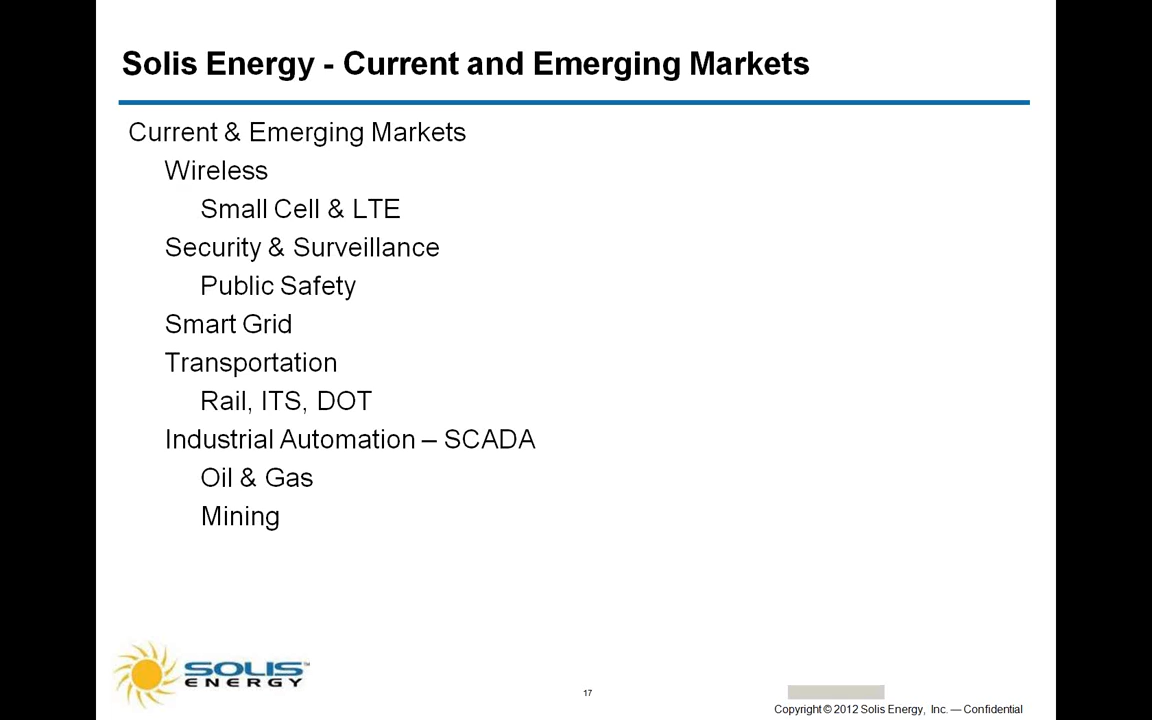 Solis Energy - Current and Emerging Markets
Current & Emerging Markets
Wireless
Small Cell & LTE
Security & Surveillance
Public Safety
Smart Grid
Transportation
Rail, ITS, DOT
Industrial Automation – SCADA
Oil & Gas
Mining
SOLIS™
ENERGY
17
Copyright © 2012 Solis Energy, Inc. — Confidential